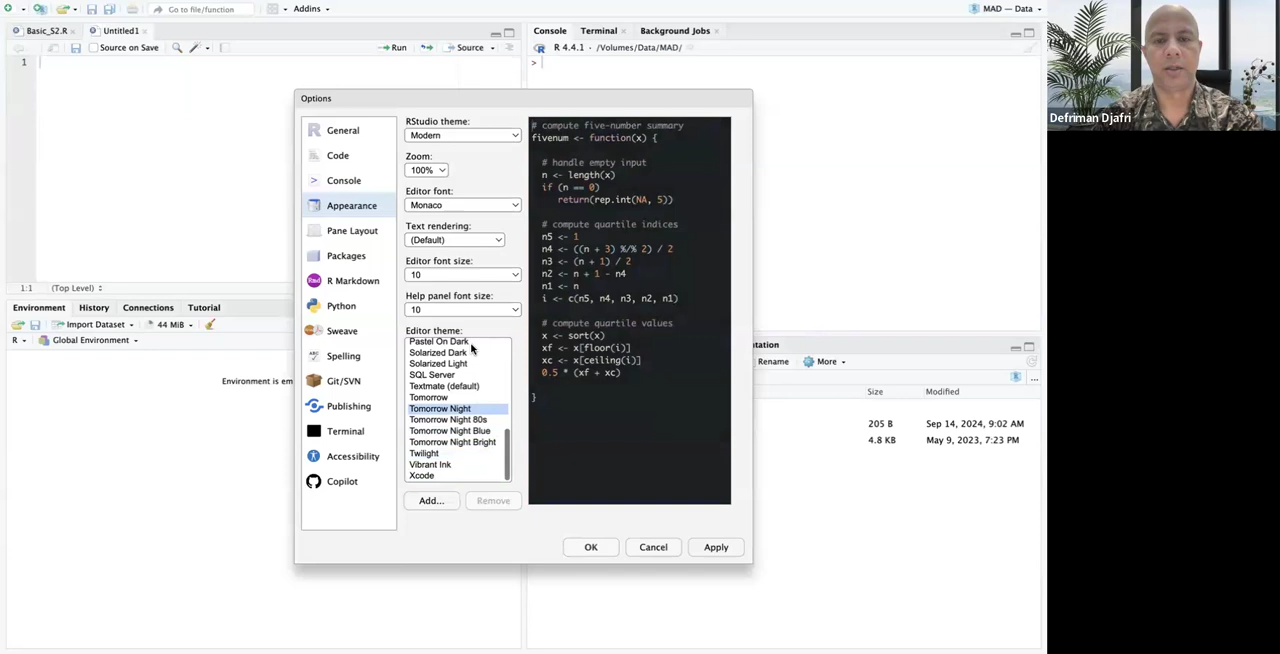 Go to file/function
Addins
MAD — Data
Basic_S2.R
Untitled1
Source on Save
Run
Source
1
1:1
(Top Level)
Console
Terminal
Background Jobs
R 4.4.1 · /Volumes/Data/MAD/
>
Environment
History
Connections
Tutorial
Import Dataset
44 MiB
R
Global Environment
Environment is em
Options
General
Code
Console
Appearance
Pane Layout
Packages
R Markdown
Python
Sweave
Spelling
Git/SVN
Publishing
Terminal
Accessibility
Copilot
RStudio theme:
Modern
Zoom:
100%
Editor font:
Monaco
Text rendering:
(Default)
Editor font size:
10
Help panel font size:
10
Editor theme:
Pastel On Dark
Solarized Dark
Solarized Light
SQL Server
Textmate (default)
Tomorrow
Tomorrow Night
Tomorrow Night 80s
Tomorrow Night Blue
Tomorrow Night Bright
Twilight
Vibrant Ink
Xcode
Add...
Remove
# compute five-number summary
fivenum <- function(x) {
# handle empty input
n <- length(x)
if (n == 0)
return(rep.int(NA, 5))
# compute quartile indices
n5 <- 1
n4 <- ((n + 3) %/% 2) / 2
n3 <- (n + 1) / 2
n2 <- n + 1 - n4
n1 <- n
i <- c(n5, n4, n3, n2, n1)
# compute quartile values
x <- sort(x)
xf <- x[floor(i)]
xc <- x[ceiling(i)]
0.5 * (xf + xc)
}
OK
Cancel
Apply
ntation
Rename
More
Size
Modified
205 B
Sep 14, 2024, 9:02 AM
4.8 KB
May 9, 2023, 7:23 PM
Defriman Djafri